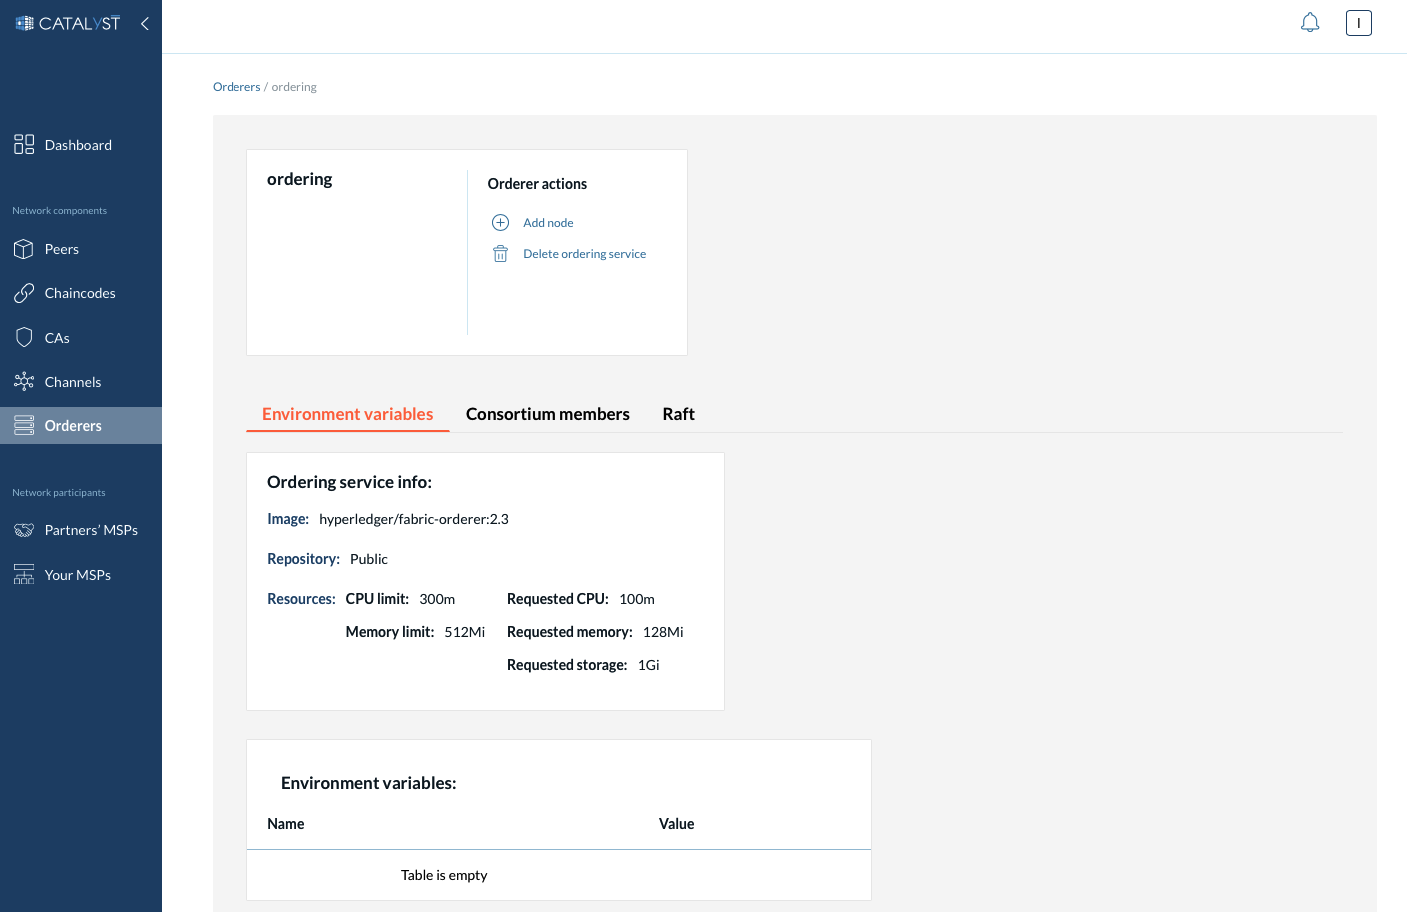 CATALYST
I
Orderers / ordering
Dashboard
Network components
Peers
Chaincodes
CAs
Channels
Orderers
Network participants
Partners' MSPs
Your MSPs
ordering
Orderer actions
Add node
Delete ordering service
Environment variables Consortium members Raft
Ordering service info:
Image: hyperledger/fabric-orderer:2.3
Repository: Public
Resources: CPU limit: 300m Requested CPU: 100m
Memory limit: 512Mi Requested memory: 128Mi
Requested storage: 1Gi
Environment variables:
Name Value
Table is empty